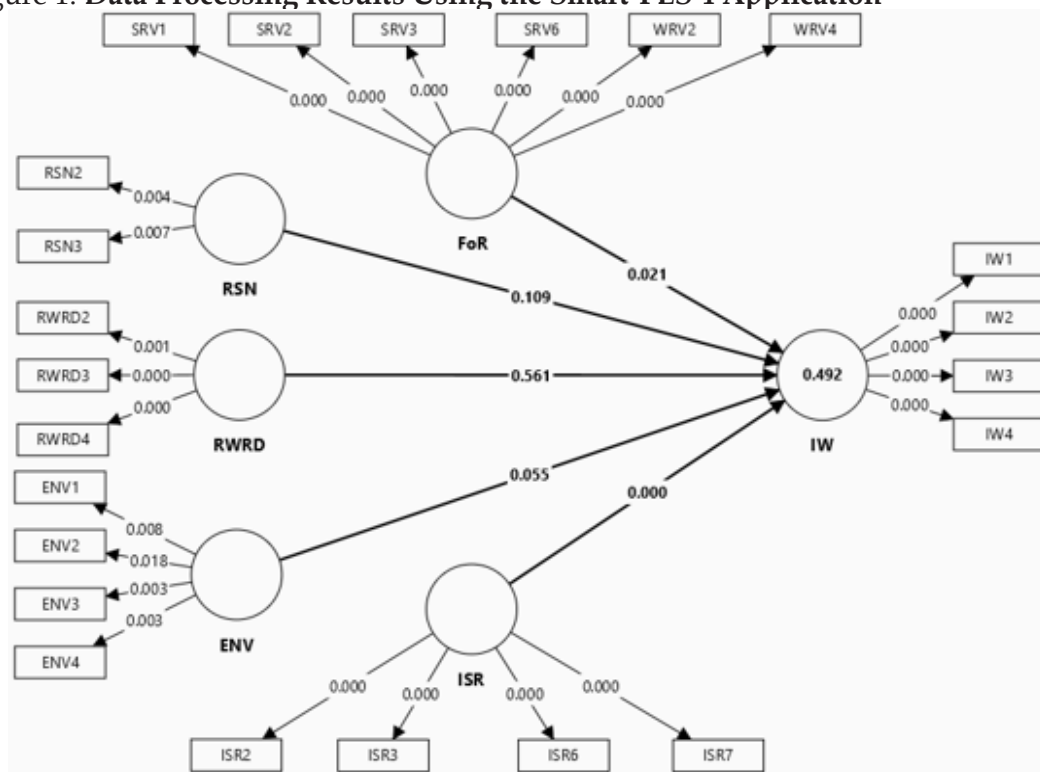 Data Processing Results Using the Smart PLS 4 Application
SRV1 SRV2 SRV3 SRV6 WRV2 WRV4
0.000 0.000 0.000 0.000 0.000 0.000
FoR
RSN2
0.004
RSN3
0.007
RSN
0.021
0.109
RWRD2
0.001
RWRD3
0.000
RWRD4
0.000
RWRD
0.561
0.492
IW
IW1
0.000
IW2
0.000
IW3
0.000
IW4
0.000
ENV1
0.008
ENV2
0.018
ENV3
0.003
ENV4
0.003
ENV
0.055
0.000
ISR
0.000 0.000 0.000 0.000
ISR2 ISR3 ISR6 ISR7